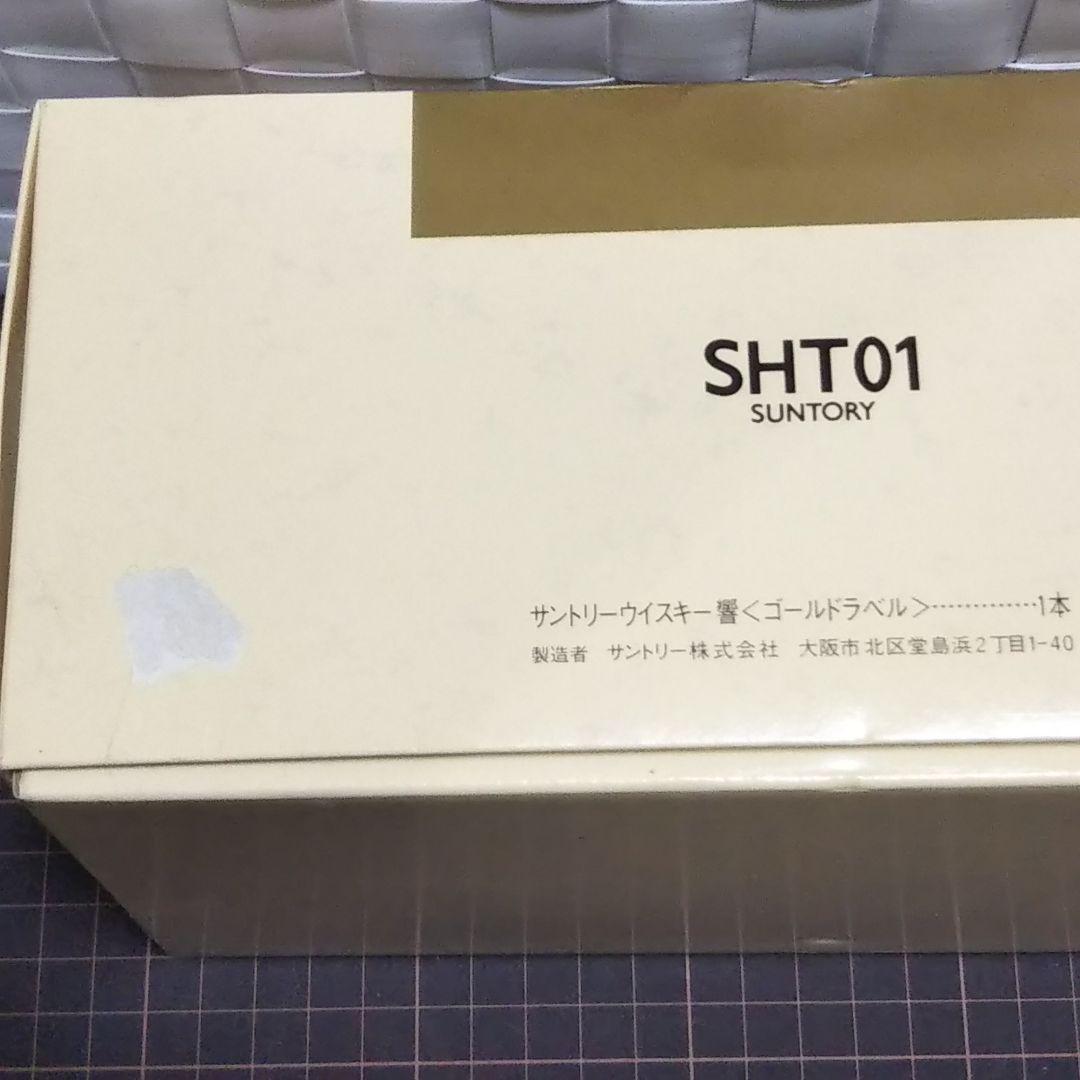 SHT01
SUNTORY
サントリーウイスキー響<ゴールドラベル>…………1本
製造者 サントリー株式会社 大阪市北区堂島浜2丁目1-40